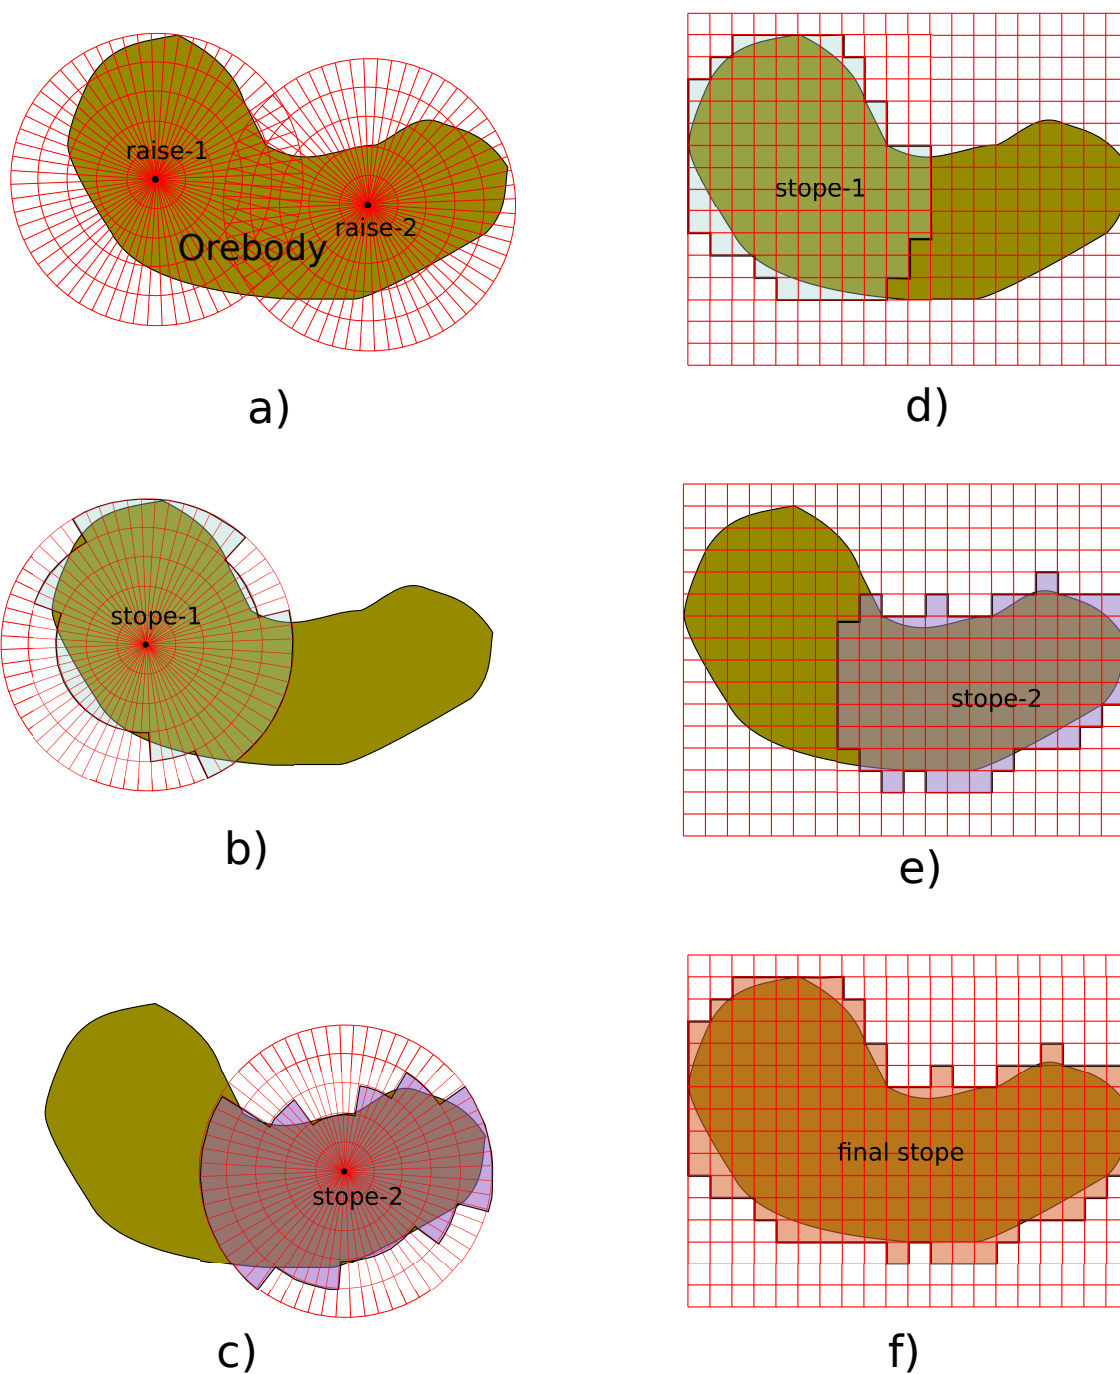 raise-1
raise-2
Orebody
a)
stope-1
d)
stope-1
b)
stope-2
e)
stope-2
c)
final stope
f)